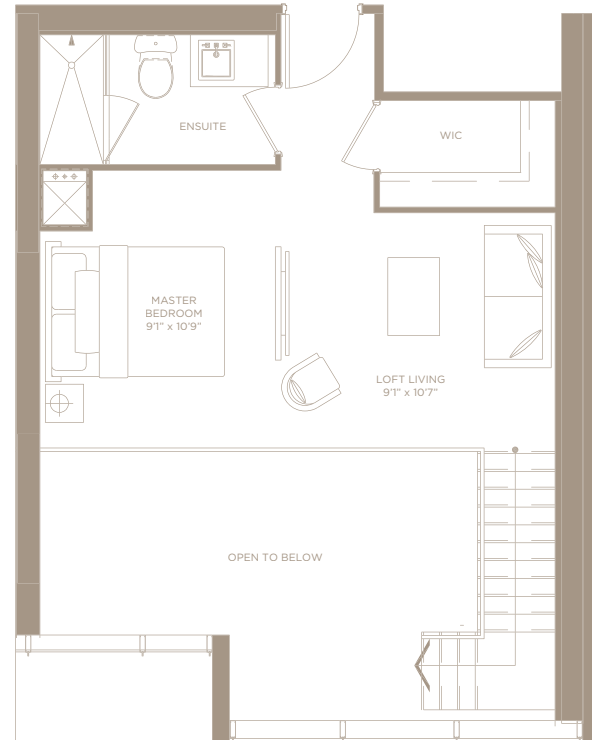 ENSUITE
WIC
MASTER
BEDROOM
9'1” x 10'9”
LOFT LIVING
9'1” x 10'7”
OPEN TO BELOW